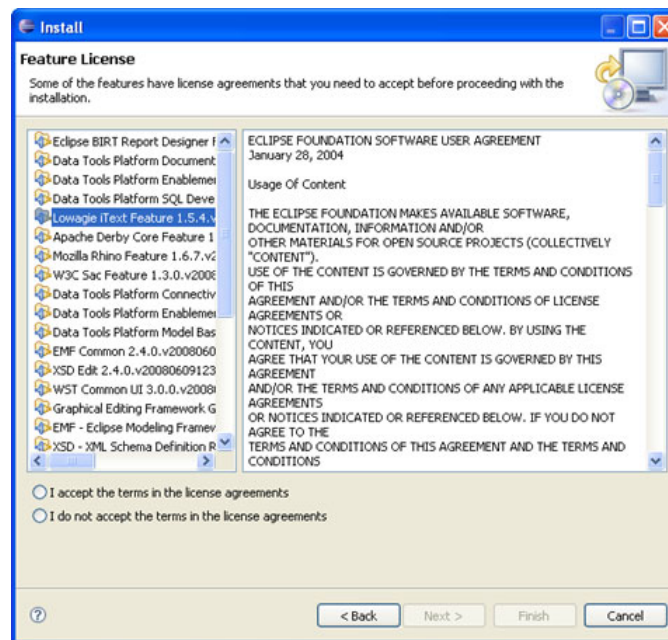 Install
Feature License
Some of the features have license agreements that you need to accept before proceeding with the
installation.
Eclipse BIRT Report Designer F
Data Tools Platform Document
Data Tools Platform Enablemen
Data Tools Platform SQL Deve
Lowagie iText Feature 1.5.4.v
Apache Derby Core Feature 1
Mozilla Rhino Feature 1.6.7.v2
W3C Sac Feature 1.3.0.v2008
Data Tools Platform Connectiv
Data Tools Platform Enablemen
Data Tools Platform Model Bas
EMF Common 2.4.0.v20080609
XSD Edit 2.4.0.v20080609123
WST Common UI 3.0.0.v2008
Graphical Editing Framework G
EMF - Eclipse Modeling Framew
XSD - XML Schema Definition R
ECLIPSE FOUNDATION SOFTWARE USER AGREEMENT
January 28, 2004
Usage Of Content
THE ECLIPSE FOUNDATION MAKES AVAILABLE SOFTWARE,
DOCUMENTATION, INFORMATION AND/OR
OTHER MATERIALS FOR OPEN SOURCE PROJECTS (COLLECTIVELY
"CONTENT").
USE OF THE CONTENT IS GOVERNED BY THE TERMS AND CONDITIONS
OF THIS
AGREEMENT AND/OR THE TERMS AND CONDITIONS OF LICENSE
AGREEMENTS OR
NOTICES INDICATED OR REFERENCED BELOW. BY USING THE
CONTENT, YOU
AGREE THAT YOUR USE OF THE CONTENT IS GOVERNED BY THIS
AGREEMENT
AND/OR THE TERMS AND CONDITIONS OF ANY APPLICABLE LICENSE
AGREEMENTS
OR NOTICES INDICATED OR REFERENCED BELOW. IF YOU DO NOT
AGREE TO THE
TERMS AND CONDITIONS OF THIS AGREEMENT AND THE TERMS AND
CONDITIONS
I accept the terms in the license agreements
I do not accept the terms in the license agreements
< Back Next > Finish Cancel